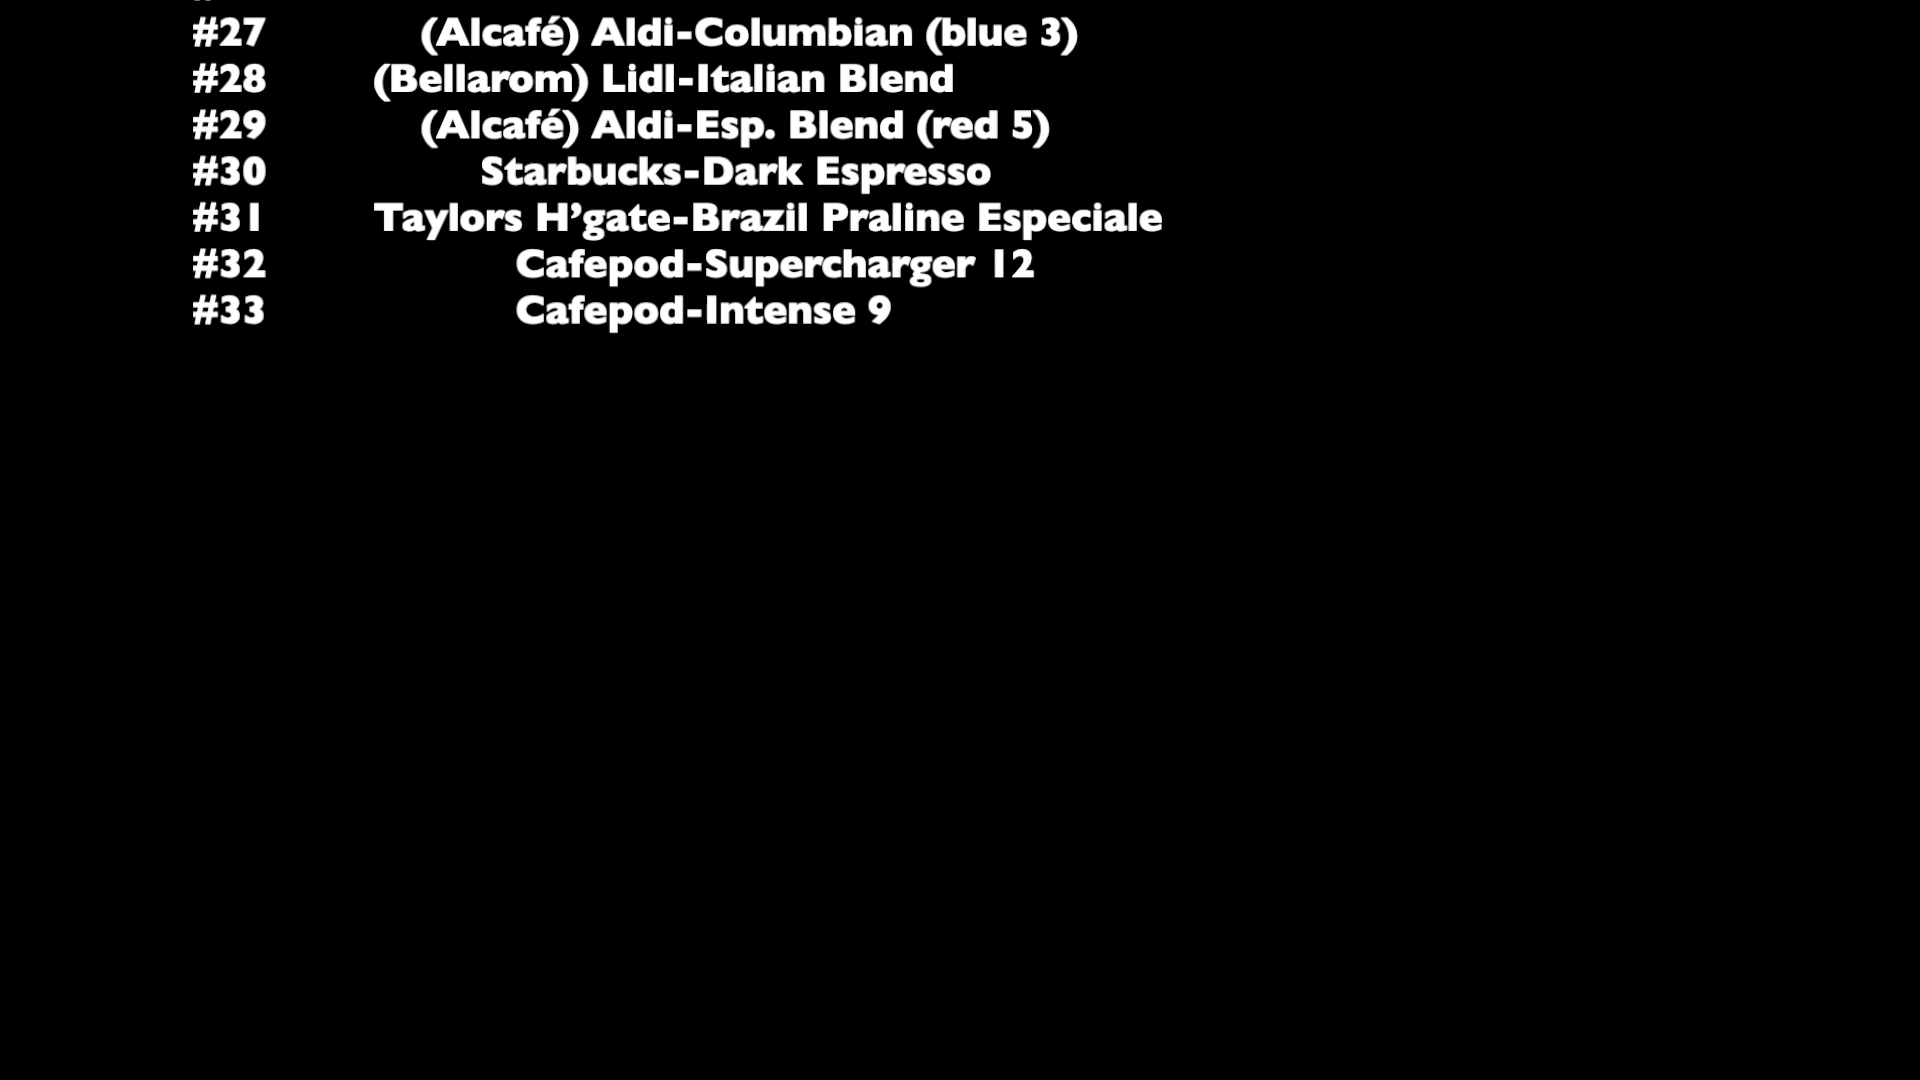 #27 (Alcafé) Aldi-Columbian (blue 3)
#28 (Bellarom) Lidl-Italian Blend
#29 (Alcafé) Aldi-Esp. Blend (red 5)
#30 Starbucks-Dark Espresso
#31 Taylors H’gate-Brazil Praline Especiale
#32 Cafepod-Supercharger 12
#33 Cafepod-Intense 9